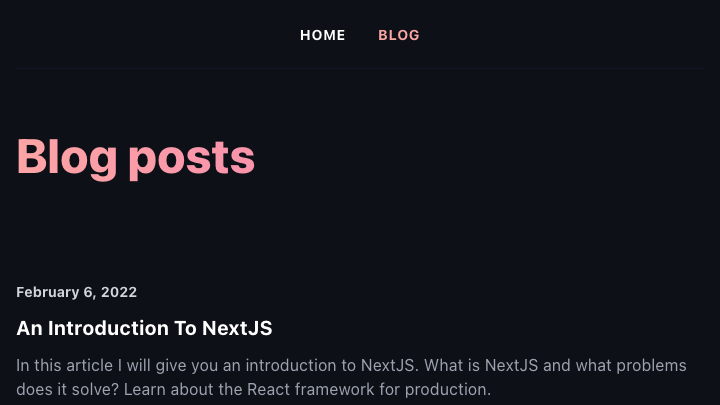 HOME BLOG
Blog posts
February 6, 2022
An Introduction To NextJS
In this article I will give you an introduction to NextJS. What is NextJS and what problems
does it solve? Learn about the React framework for production.